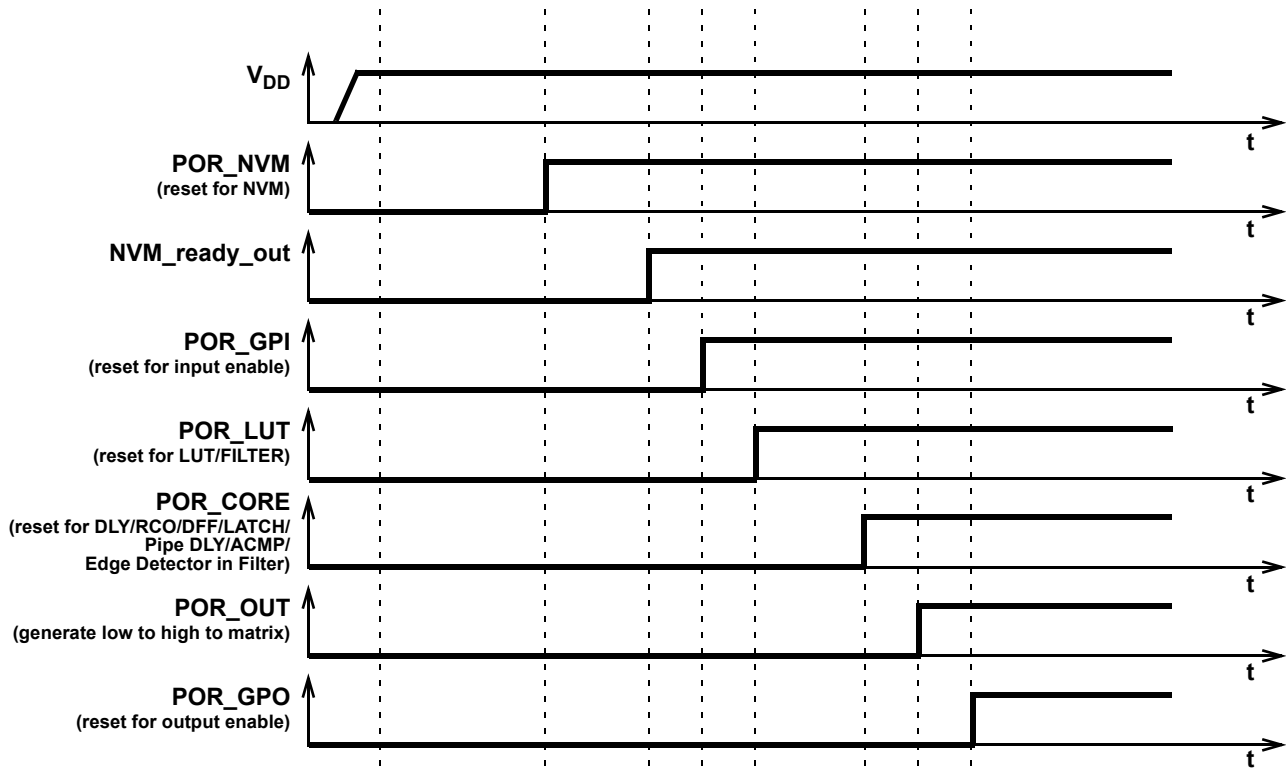 VDD
t
POR_NVM
(reset for NVM)
t
NVM_ready_out
t
POR_GPI
(reset for input enable)
t
POR_LUT
(reset for LUT/FILTER)
t
POR_CORE
(reset for DLY/RCO/DFF/LATCH/
Pipe DLY/ACMP/
Edge Detector in Filter)
t
POR_OUT
(generate low to high to matrix)
t
POR_GPO
(reset for output enable)
t